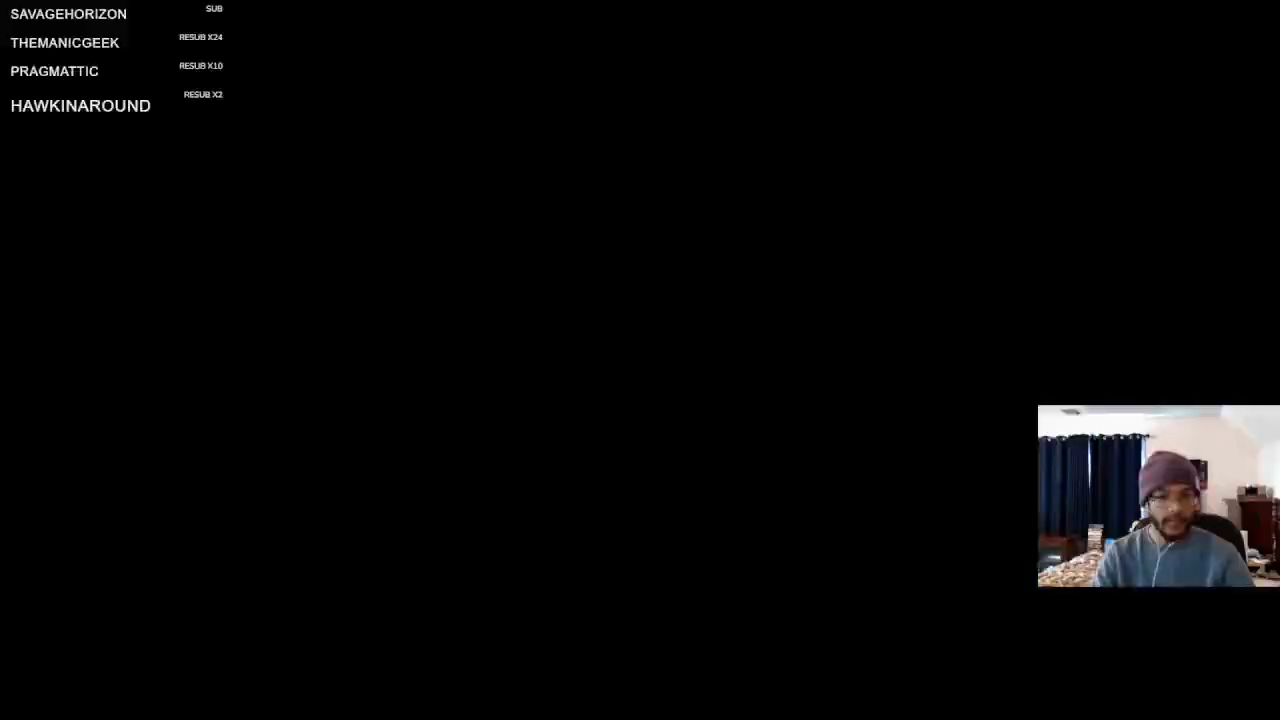 SAVAGEHORIZON SUB
THEMANICGEEK RESUB X24
PRAGMATTIC RESUB X10
HAWKINAROUND RESUB X2